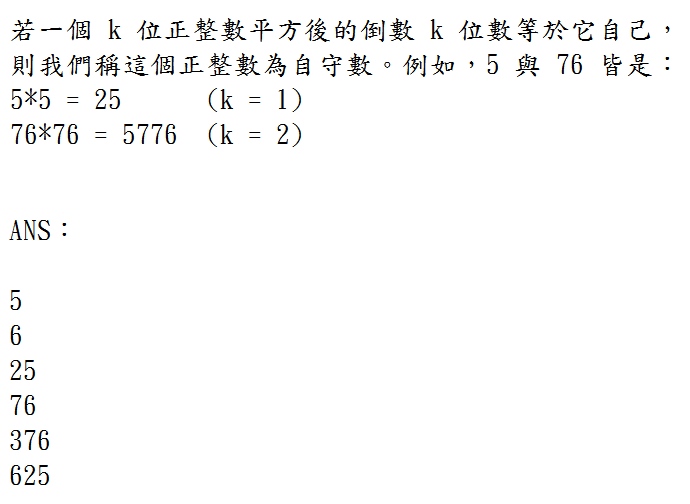 若一個 k 位正整數平方後的倒數 k 位數等於它自己，
則我們稱這個正整數為自守數。例如，5 與 76 皆是：
5*5 = 25 (k = 1)
76*76 = 5776 (k = 2)
ANS：
5
6
25
76
376
625